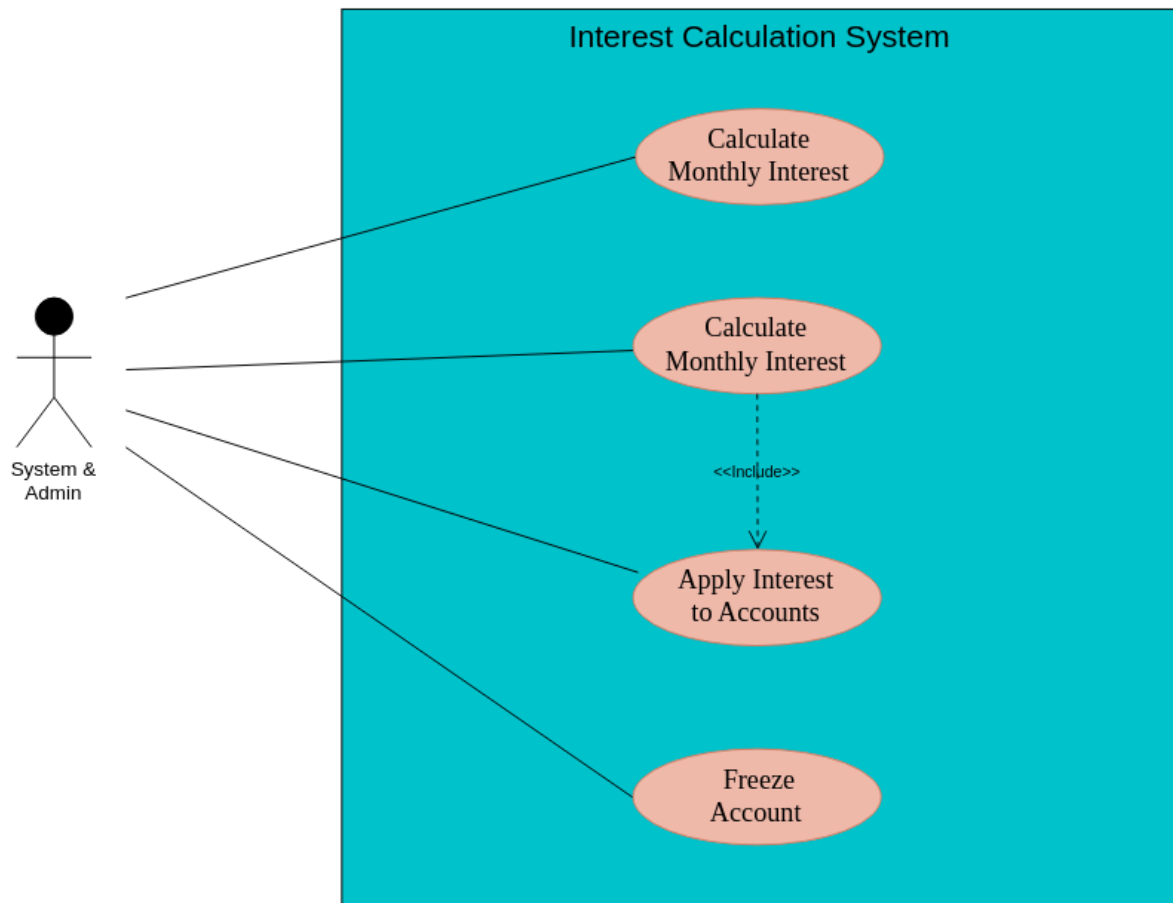 Interest Calculation System
Calculate
Monthly Interest
Calculate
Monthly Interest
System &
Admin
<<Include>>
Apply Interest
to Accounts
Freeze
Account